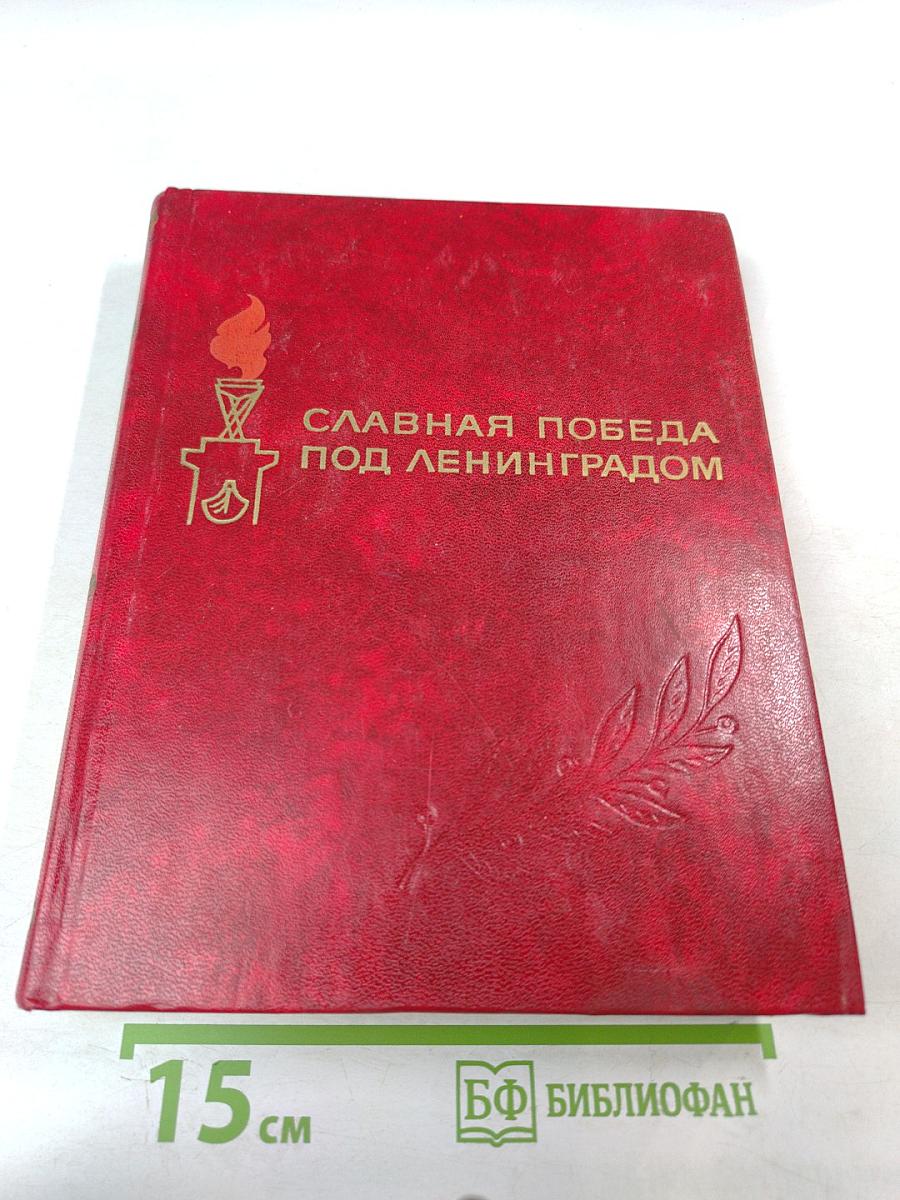 СЛАВНАЯ ПОБЕДА
ПОД ЛЕНИНГРАДОМ
15 см
БФ БИБЛИОФАН